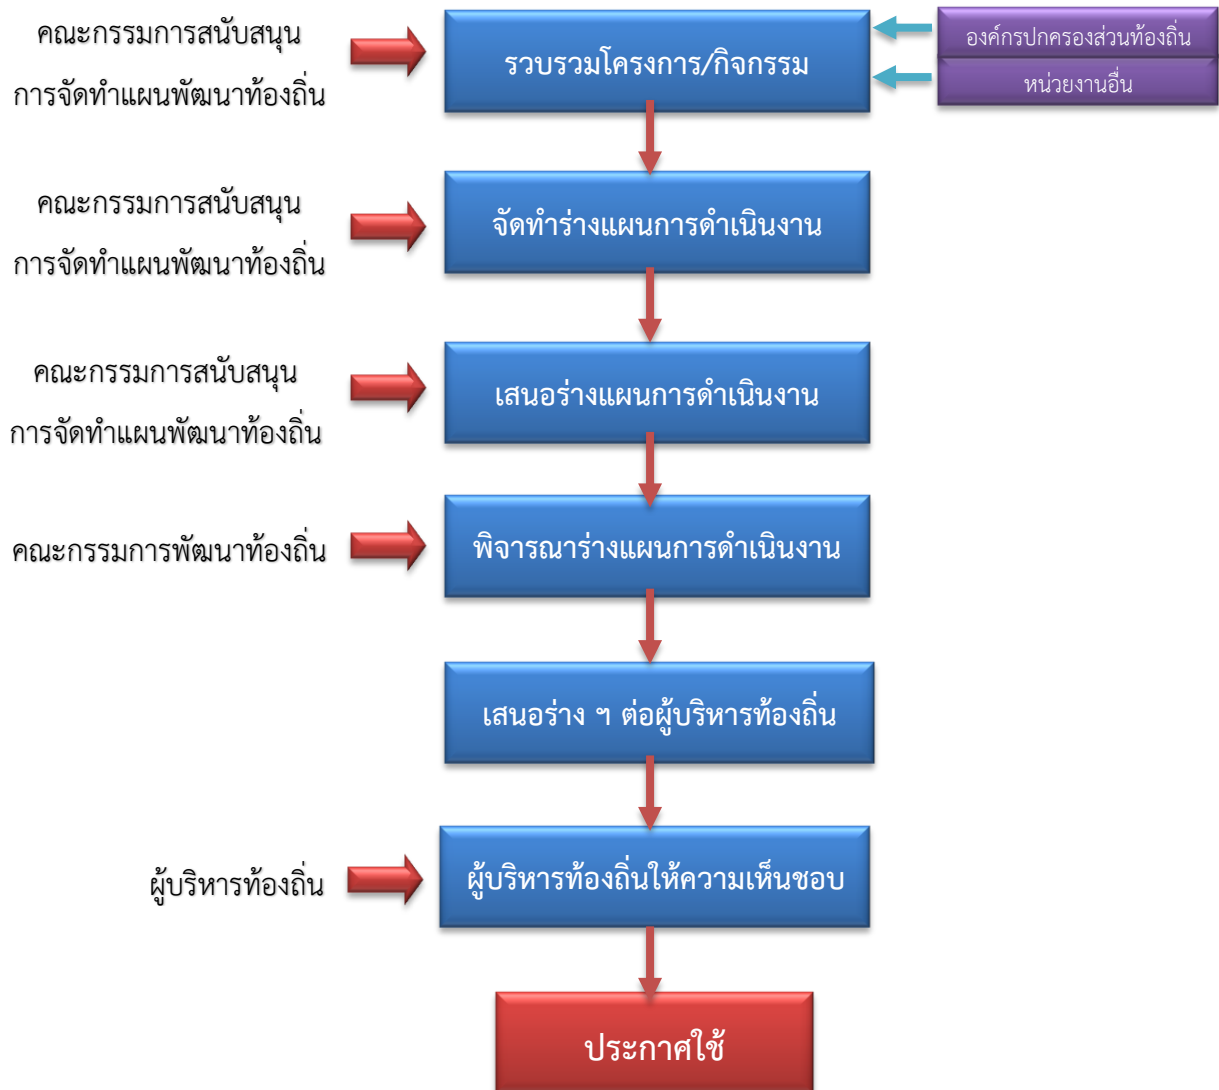 คณะกรรมการสนับสนุน
การจัดทำแผนพัฒนาท้องถิ่น
รวบรวมโครงการ/กิจกรรม
องค์กรปกครองส่วนท้องถิ่น
หน่วยงานอื่น
คณะกรรมการสนับสนุน
การจัดทำแผนพัฒนาท้องถิ่น
จัดทำร่างแผนการดำเนินงาน
คณะกรรมการสนับสนุน
การจัดทำแผนพัฒนาท้องถิ่น
เสนอร่างแผนการดำเนินงาน
คณะกรรมการพัฒนาท้องถิ่น
พิจารณาร่างแผนการดำเนินงาน
เสนอร่าง ฯ ต่อผู้บริหารท้องถิ่น
ผู้บริหารท้องถิ่น
ผู้บริหารท้องถิ่นให้ความเห็นชอบ
ประกาศใช้